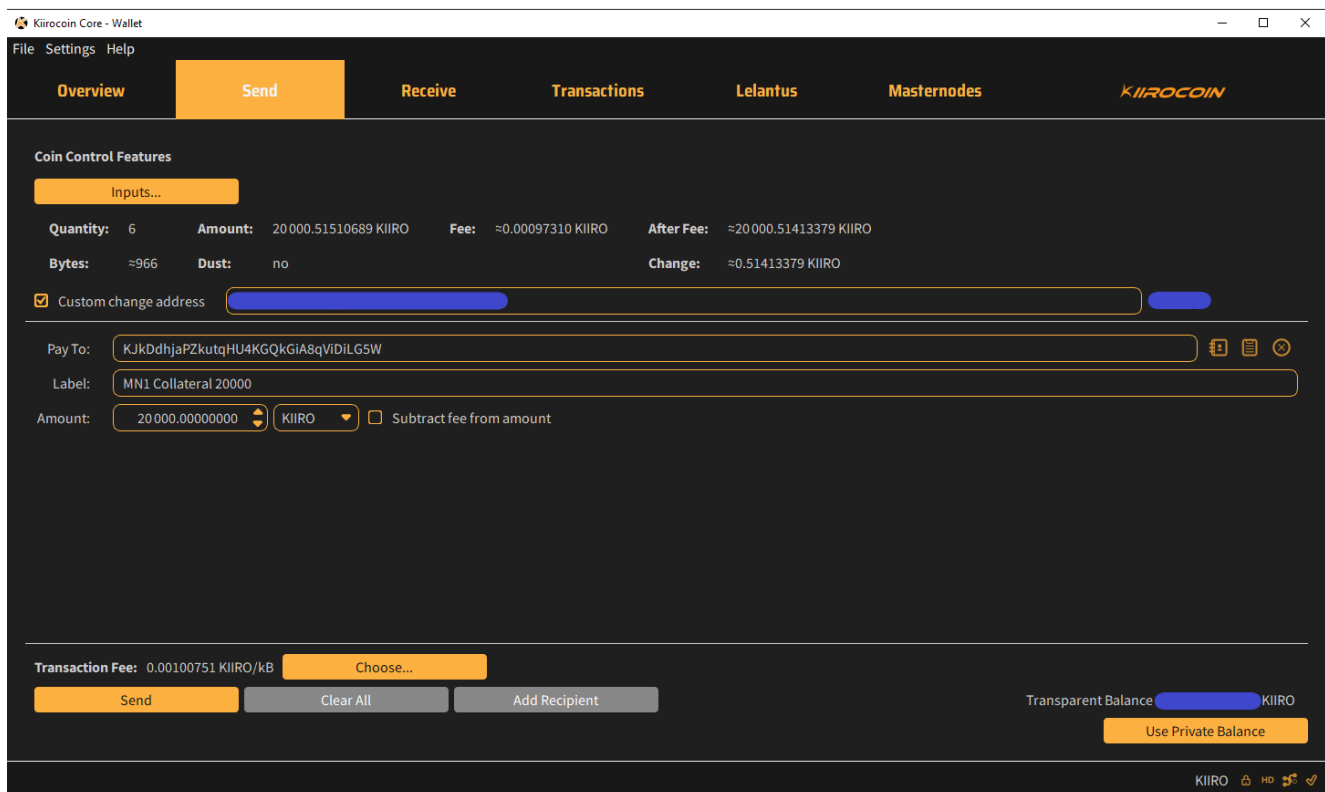 Kiirocoin Core - Wallet
File Settings Help
Overview Send Receive Transactions Lelantus Masternodes KIIROCOIN
Coin Control Features
Inputs...
Quantity: 6 Amount: 20 000.51510689 KIIRO Fee: ≈0.00097310 KIIRO After Fee: ≈20 000.51413379 KIIRO
Bytes: ≈966 Dust: no Change: ≈0.51413379 KIIRO
Custom change address
Pay To: KJkDdhjaPZkutqHU4KGQkGiA8qViDiLG5W
Label: MN1 Collateral 20000
Amount: 20 000.00000000 KIIRO Subtract fee from amount
Transaction Fee: 0.00100751 KIIRO/kB Choose...
Send Clear All Add Recipient Transparent Balance KIIRO
Use Private Balance
KIIRO HD